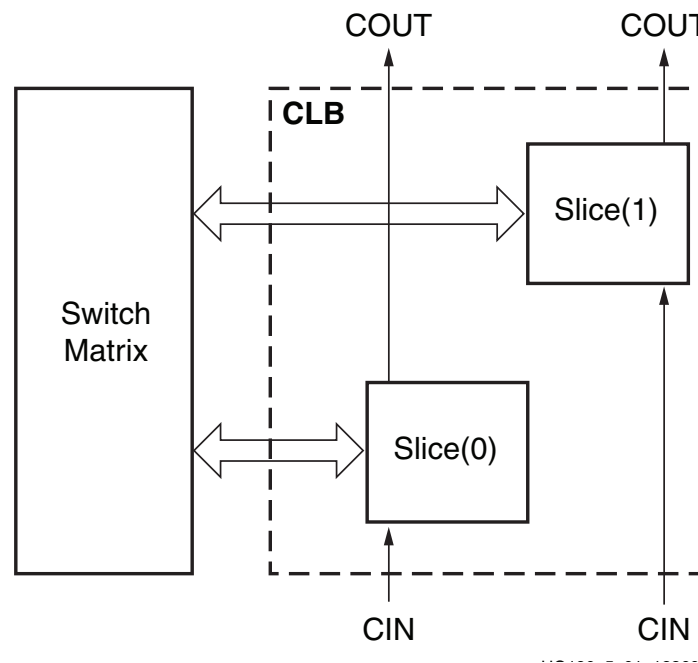 COUT
COUT
CLB
Slice(1)
Switch
Matrix
Slice(0)
CIN
CIN